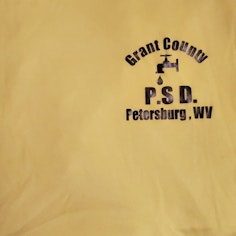 Grant County
P.S D.
Petersburg, WV